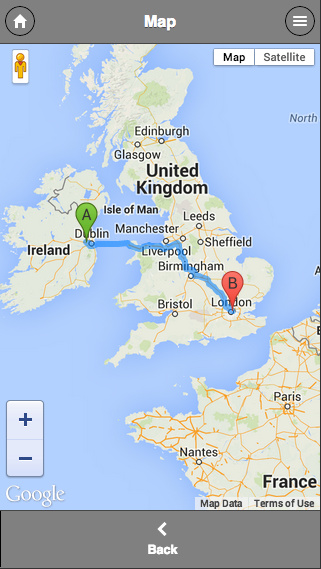 Map
Map
Satellite
North
Edinburgh
Glasgow
United
Kingdom
Isle of Man
Leeds
A
Dublin
Manchester
Sheffield
Ireland
Liverpool
Birmingham
B
Bristol
London
Paris
Nantes
France
+
−
Google
Map Data
Terms of Use
Back